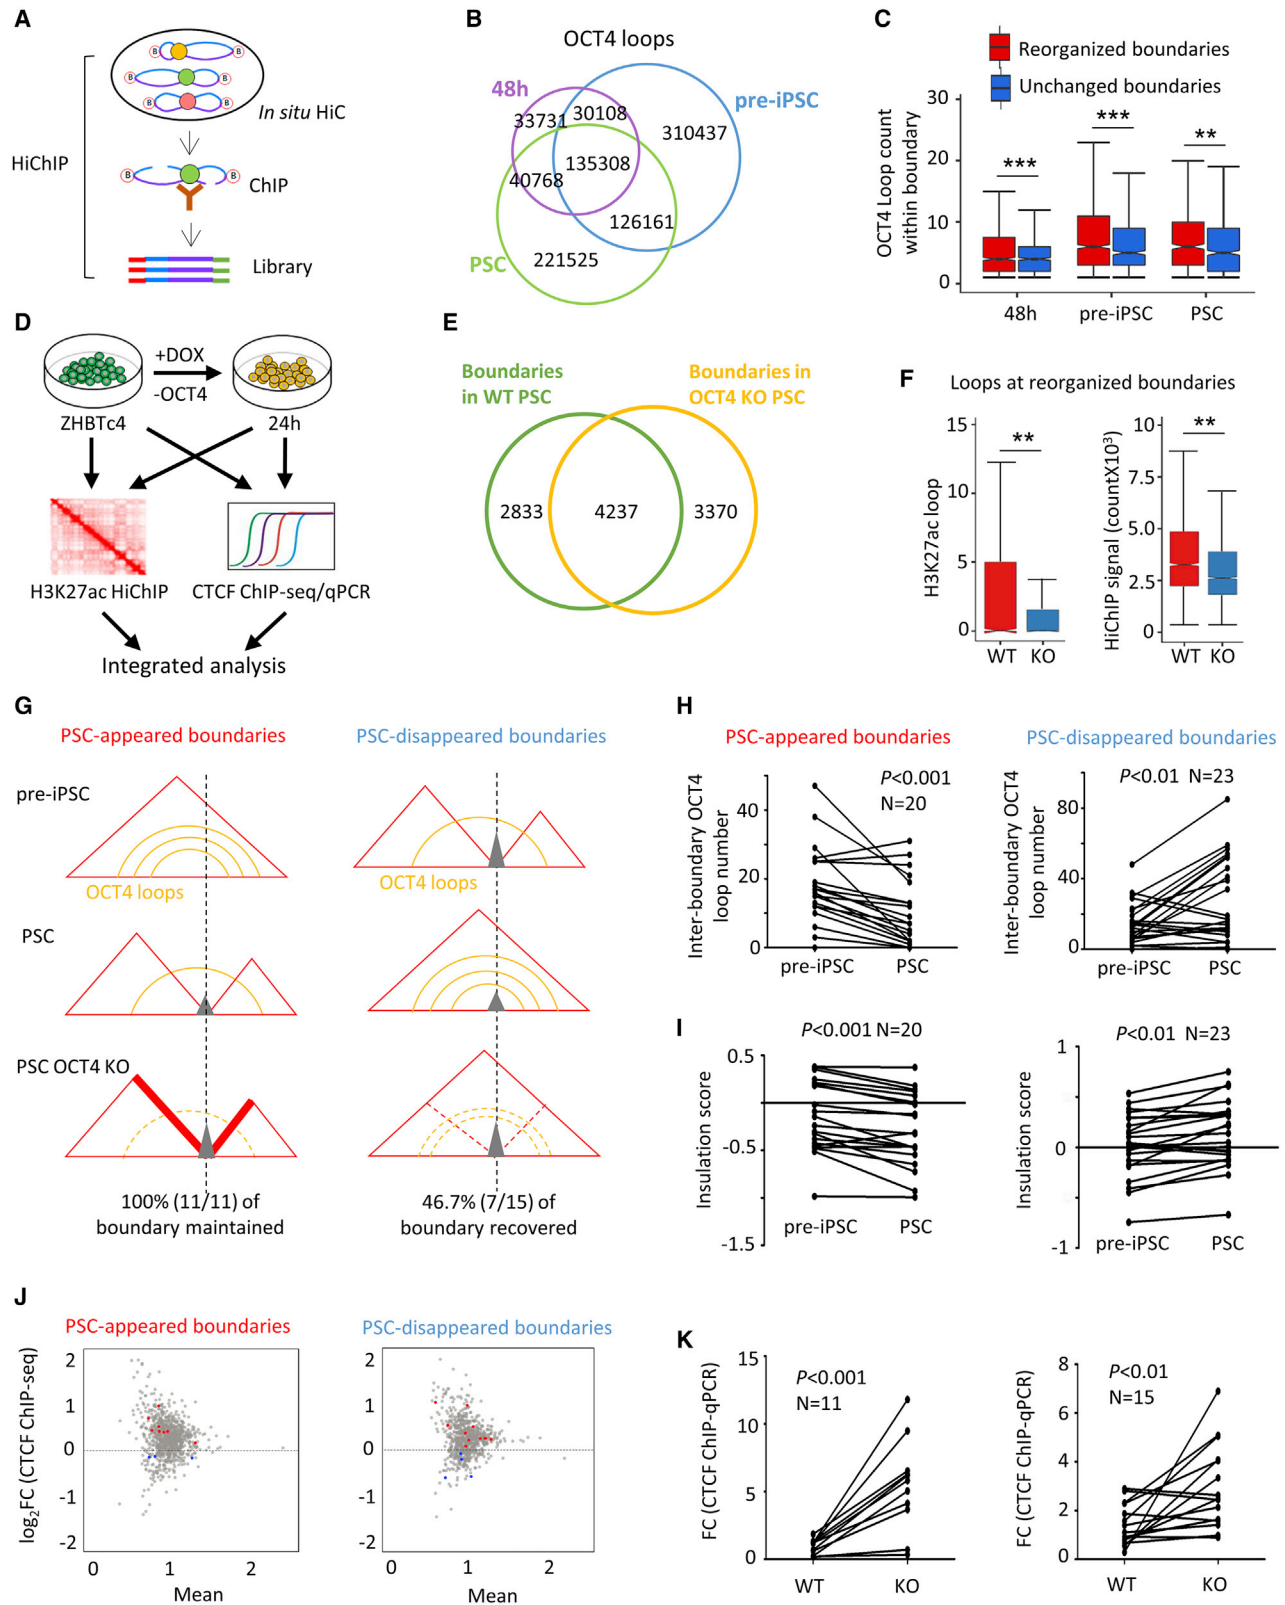 A
B
B
B
B
B
B
In situ HiC
HiChIP
B
B
ChIP
Library
B
OCT4 loops
48h
pre-iPSC
33731
30108
310437
135308
40768
126161
PSC
221525
C
Reorganized boundaries
Unchanged boundaries
OCT4 Loop count
within boundary
30
20
10
0
***
***
**
48h
pre-iPSC
PSC
D
+DOX
-OCT4
ZHBTc4
24h
H3K27ac HiChIP
CTCF ChIP-seq/qPCR
Integrated analysis
E
Boundaries
in WT PSC
Boundaries in
OCT4 KO PSC
2833
4237
3370
F
Loops at reorganized boundaries
H3K27ac loop
15
10
5
0
**
WT
KO
HiChIP signal (countX10³)
10.0
7.5
5.0
2.5
0
**
WT
KO
G
PSC-appeared boundaries
PSC-disappeared boundaries
pre-iPSC
OCT4 loops
OCT4 loops
PSC
PSC OCT4 KO
100% (11/11) of
boundary maintained
46.7% (7/15) of
boundary recovered
H
PSC-appeared boundaries
Inter-boundary OCT4
loop number
40
20
0
P<0.001
N=20
pre-iPSC
PSC
PSC-disappeared boundaries
Inter-boundary OCT4
loop number
80
40
0
P<0.01 N=23
pre-iPSC
PSC
I
P<0.001 N=20
Insulation score
0.5
-0.5
-1.5
pre-iPSC
PSC
P<0.01 N=23
Insulation score
1
0
-1
pre-iPSC
PSC
J
PSC-appeared boundaries
log₂FC (CTCF ChIP-seq)
2
1
0
-1
-2
0
1
2
Mean
PSC-disappeared boundaries
2
1
0
-1
-2
0
1
2
Mean
K
FC (CTCF ChIP-qPCR)
15
10
5
0
P<0.001
N=11
WT
KO
FC (CTCF ChIP-qPCR)
8
6
4
2
0
P<0.01
N=15
WT
KO